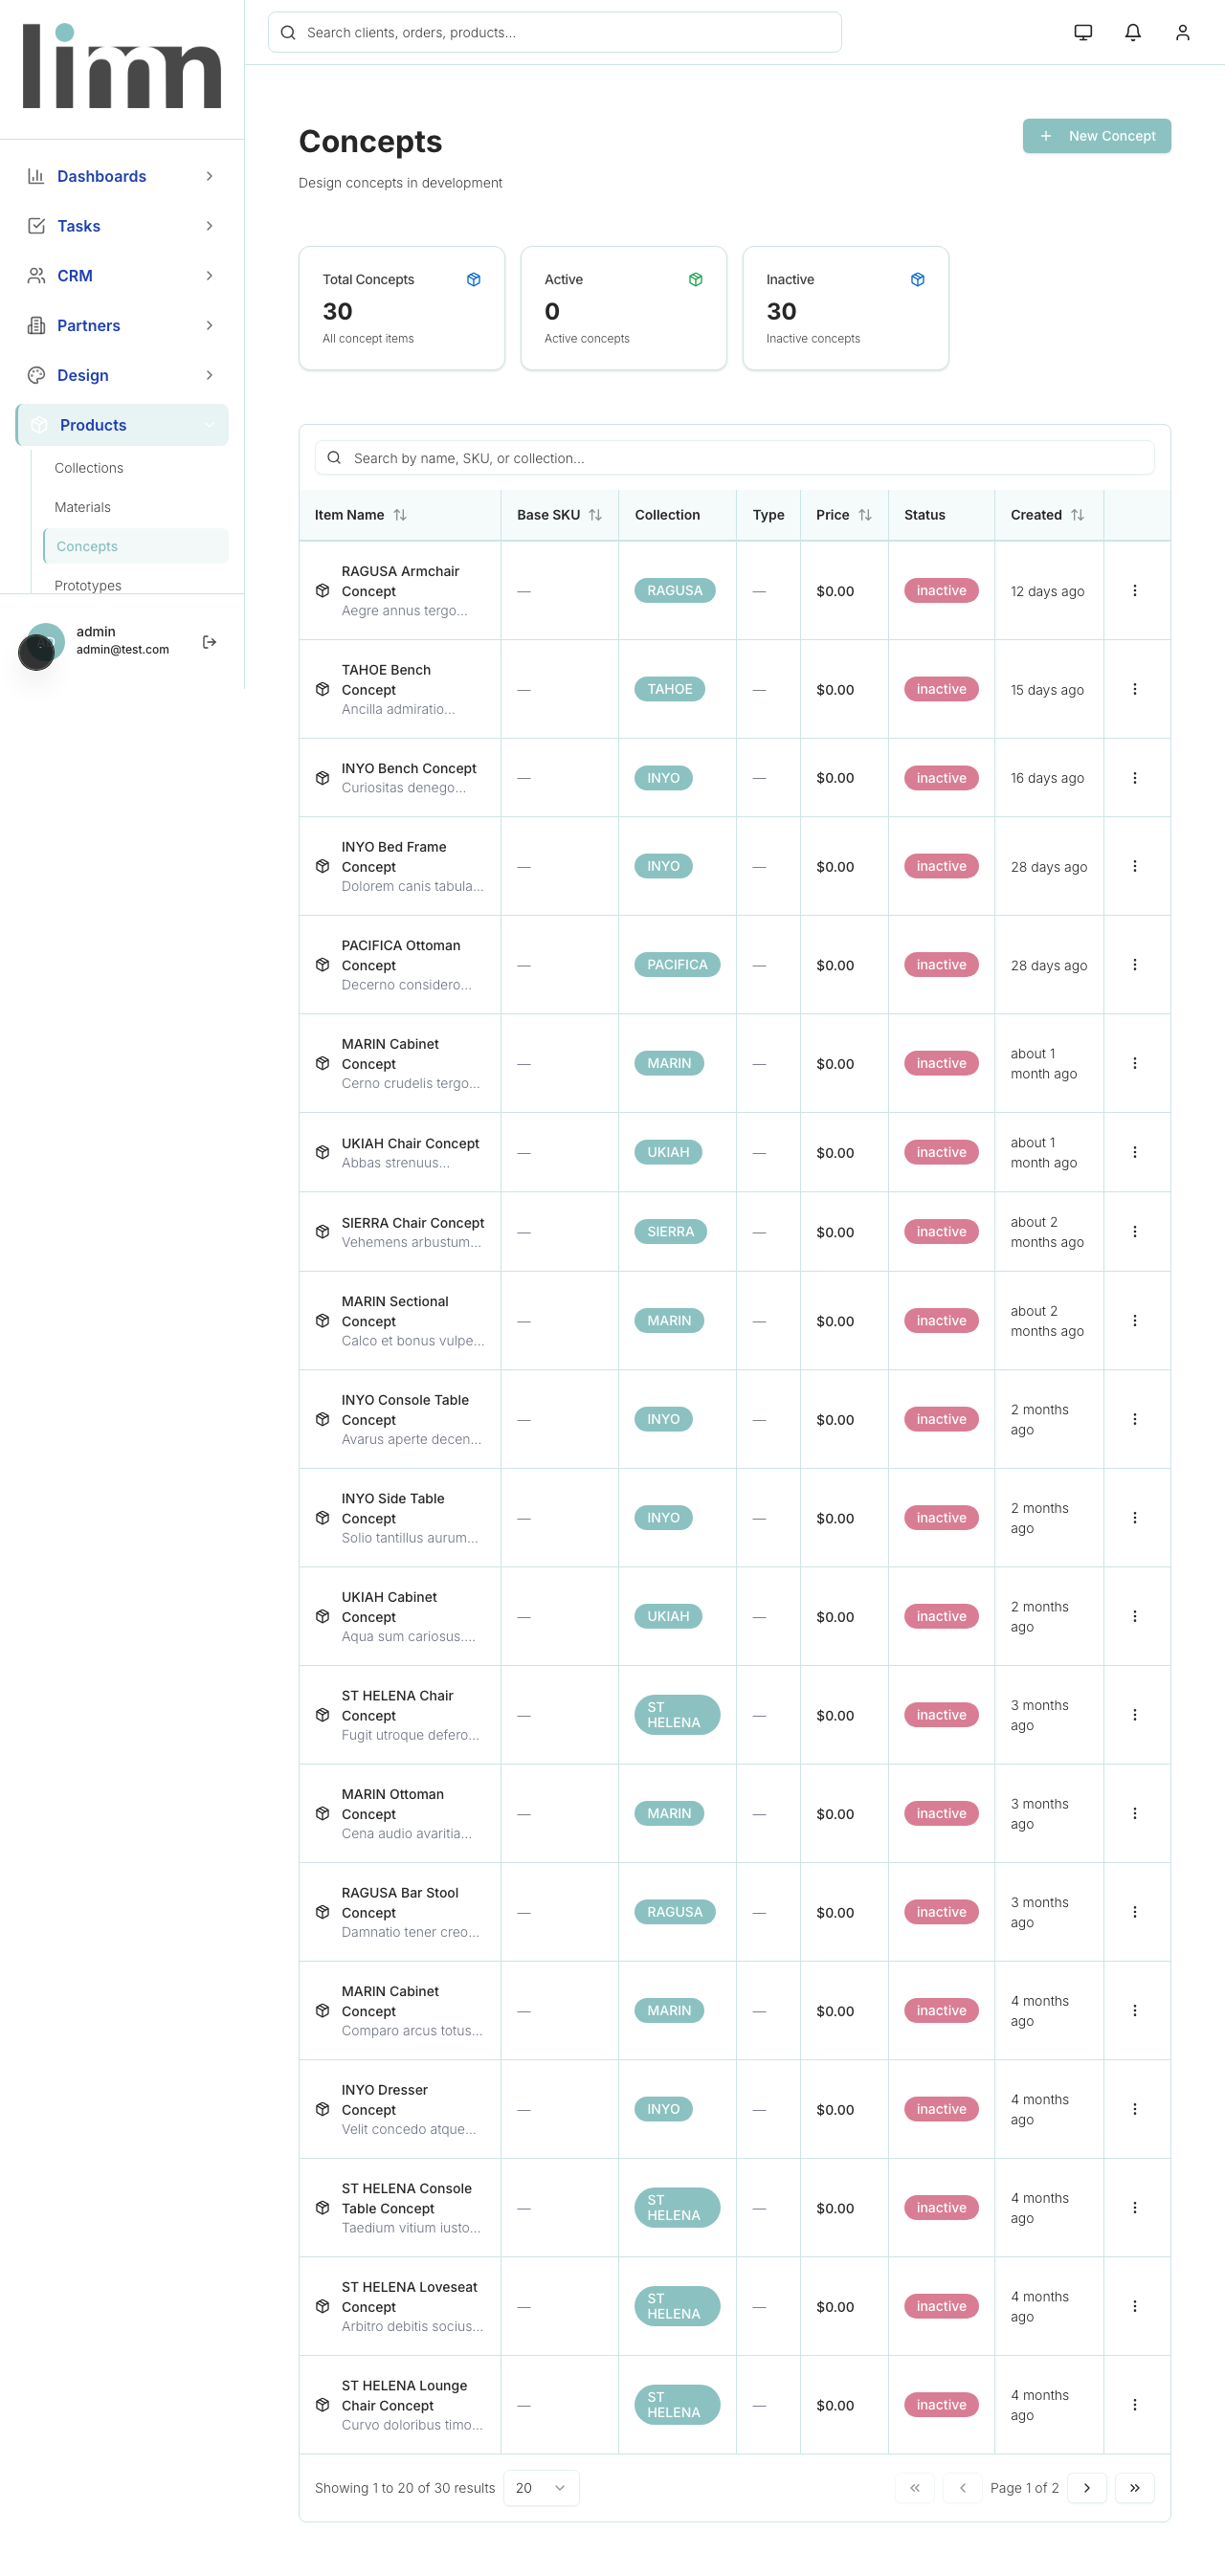 limn
Search clients, orders, products...
Dashboards
Tasks
CRM
Partners
Design
Products
Collections
Materials
Concepts
Prototypes
admin
admin@test.com
Concepts
New Concept
Design concepts in development
Total Concepts
30
All concept items
Active
0
Active concepts
Inactive
30
Inactive concepts
Search by name, SKU, or collection...
Item Name Base SKU Collection Type Price Status Created
RAGUSA Armchair
Concept
Aegre annus tergo...
— RAGUSA — $0.00 inactive 12 days ago
TAHOE Bench
Concept
Ancilla admiratio...
— TAHOE — $0.00 inactive 15 days ago
INYO Bench Concept
Curiositas denego...
— INYO — $0.00 inactive 16 days ago
INYO Bed Frame
Concept
Dolorem canis tabula...
— INYO — $0.00 inactive 28 days ago
PACIFICA Ottoman
Concept
Decerno considero...
— PACIFICA — $0.00 inactive 28 days ago
MARIN Cabinet
Concept
Cerno crudelis tergo...
— MARIN — $0.00 inactive about 1
month ago
UKIAH Chair Concept
Abbas strenuus...
— UKIAH — $0.00 inactive about 1
month ago
SIERRA Chair Concept
Vehemens arbustum...
— SIERRA — $0.00 inactive about 2
months ago
MARIN Sectional
Concept
Calco et bonus vulpe...
— MARIN — $0.00 inactive about 2
months ago
INYO Console Table
Concept
Avarus aperte decen...
— INYO — $0.00 inactive 2 months
ago
INYO Side Table
Concept
Solio tantillus aurum...
— INYO — $0.00 inactive 2 months
ago
UKIAH Cabinet
Concept
Aqua sum cariosus....
— UKIAH — $0.00 inactive 2 months
ago
ST HELENA Chair
Concept
Fugit utroque defero...
— ST
HELENA — $0.00 inactive 3 months
ago
MARIN Ottoman
Concept
Cena audio avaritia...
— MARIN — $0.00 inactive 3 months
ago
RAGUSA Bar Stool
Concept
Damnatio tener creo...
— RAGUSA — $0.00 inactive 3 months
ago
MARIN Cabinet
Concept
Comparo arcus totus...
— MARIN — $0.00 inactive 4 months
ago
INYO Dresser
Concept
Velit concedo atque...
— INYO — $0.00 inactive 4 months
ago
ST HELENA Console
Table Concept
Taedium vitium iusto...
— ST
HELENA — $0.00 inactive 4 months
ago
ST HELENA Loveseat
Concept
Arbitro debitis socius...
— ST
HELENA — $0.00 inactive 4 months
ago
ST HELENA Lounge
Chair Concept
Curvo doloribus timo...
— ST
HELENA — $0.00 inactive 4 months
ago
Showing 1 to 20 of 30 results 20 Page 1 of 2